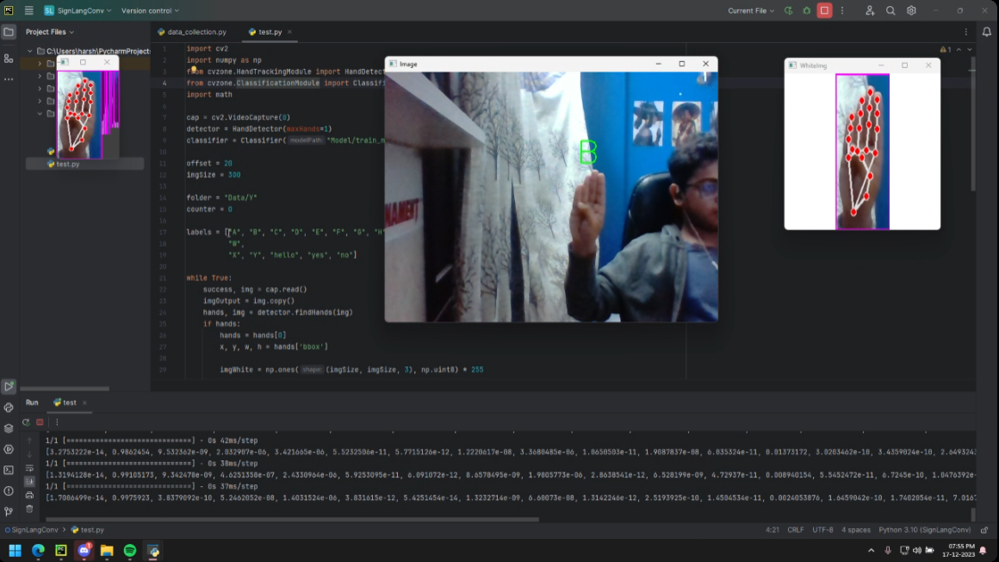 SL SignLangConv Version control Current File
Project Files
C:\Users\harsh\PycharmProjects
test.py
data_collection.py test.py
1 import cv2
2 import numpy as np
3 from cvzone.HandTrackingModule import HandDetec
4 from cvzone.ClassificationModule import Classifi
5 import math
6
7 cap = cv2.VideoCapture(0)
8 detector = HandDetector(maxHands=1)
9 classifier = Classifier( modelPath: "Model/train_m
10
11 offset = 20
12 imgSize = 300
13
14 folder = "Data/Y"
15 counter = 0
16
17 labels = ["A", "B", "C", "D", "E", "F", "G", "H"
18 "W",
19 "X", "Y", "hello", "yes", "no"]
20
21 while True:
22 success, img = cap.read()
23 imgOutput = img.copy()
24 hands, img = detector.findHands(img)
25 if hands:
26 hands = hands[0]
27 x, y, w, h = hands['bbox']
28
29 imgWhite = np.ones( shape: (imgSize, imgSize, 3), np.uint8) * 255
1
Image
B
NAMENT
WhiteImg
Run test
1/1 [==============================] - 0s 42ms/step
[3.2753222e-14, 0.9862454, 9.532362e-09, 2.032907e-06, 3.421665e-06, 5.5232506e-11, 5.7715126e-12, 1.2220617e-08, 3.3680485e-06, 1.0650503e-11, 1.9087837e-08, 6.035324e-11, 0.01373172, 3.0203462e-10, 3.4359024e-10, 2.6493243
1/1 [==============================] - 0s 38ms/step
[1.3194128e-14, 0.99105173, 9.342478e-09, 4.6251358e-07, 2.4330964e-06, 5.9253095e-11, 6.091072e-12, 8.6578495e-09, 1.9805773e-06, 2.8638541e-12, 6.528199e-09, 4.72937e-11, 0.008940154, 5.5452472e-11, 6.7245e-10, 1.0476392e
1/1 [==============================] - 0s 37ms/step
[1.7006499e-14, 0.9975923, 3.8379092e-10, 5.2462052e-08, 1.4031524e-06, 3.831615e-12, 5.4251454e-14, 1.3232714e-09, 6.60073e-08, 1.3142246e-12, 2.5193925e-10, 1.4504534e-11, 0.0024053876, 1.6459042e-10, 1.7402054e-11, 7.0167
SignLangConv > test.py 4:21 CRLF UTF-8 4 spaces Python 3.10 (SignLangConv)
07:55 PM
17-12-2023